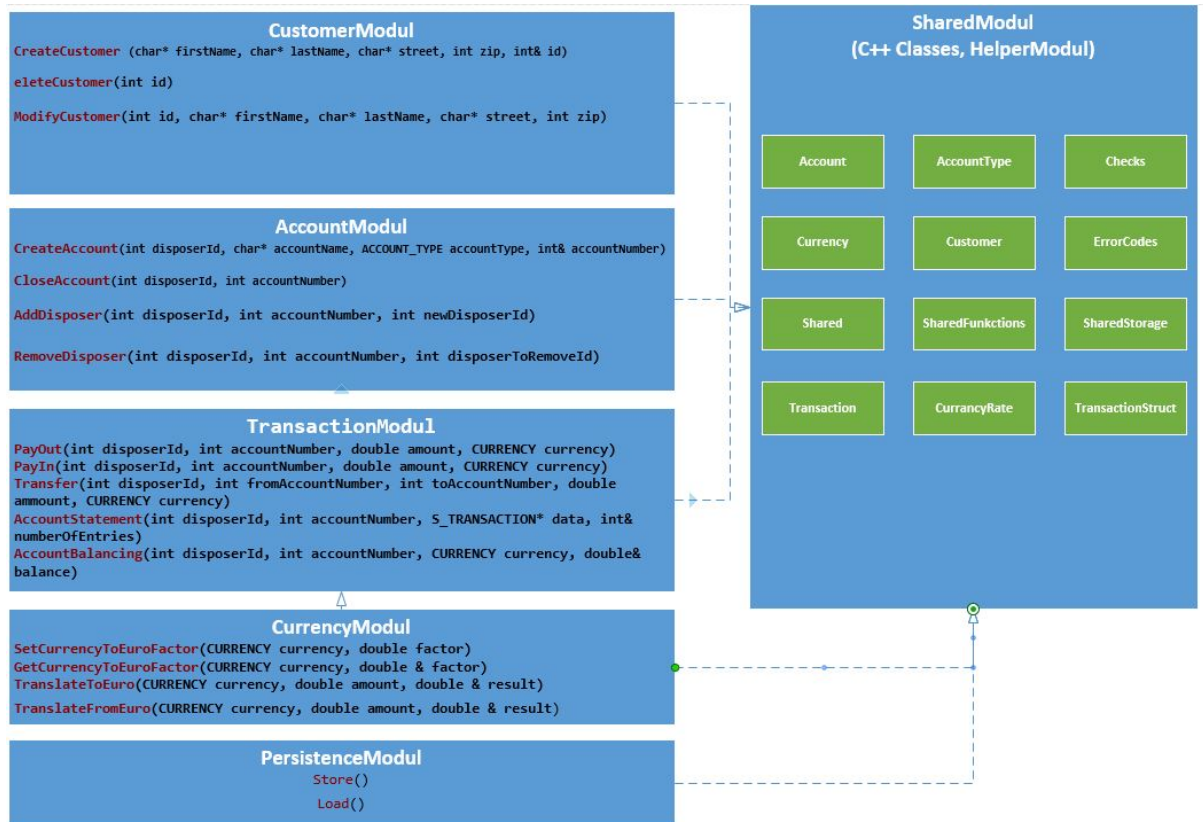 CustomerModul
CreateCustomer (char* firstName, char* lastName, char* street, int zip, int& id)
eleteCustomer(int id)
ModifyCustomer(int id, char* firstName, char* lastName, char* street, int zip)
AccountModul
CreateAccount(int disposerId, char* accountName, ACCOUNT_TYPE accountType, int& accountNumber)
CloseAccount(int disposerId, int accountNumber)
AddDisposer(int disposerId, int accountNumber, int newDisposerId)
RemoveDisposer(int disposerId, int accountNumber, int disposerToRemoveId)
TransactionModul
PayOut(int disposerId, int accountNumber, double amount, CURRENCY currency)
PayIn(int disposerId, int accountNumber, double amount, CURRENCY currency)
Transfer(int disposerId, int fromAccountNumber, int toAccountNumber, double
ammount, CURRENCY currency)
AccountStatement(int disposerId, int accountNumber, S_TRANSACTION* data, int&
numberOfEntries)
AccountBalancing(int disposerId, int accountNumber, CURRENCY currency, double&
balance)
CurrencyModul
SetCurrencyToEuroFactor(CURRENCY currency, double factor)
GetCurrencyToEuroFactor(CURRENCY currency, double & factor)
TranslateToEuro(CURRENCY currency, double amount, double & result)
TranslateFromEuro(CURRENCY currency, double amount, double & result)
PersistenceModul
Store()
Load()
SharedModul
(C++ Classes, HelperModul)
Account
AccountType
Checks
Currency
Customer
ErrorCodes
Shared
SharedFunkctions
SharedStorage
Transaction
CurrancyRate
TransactionStruct